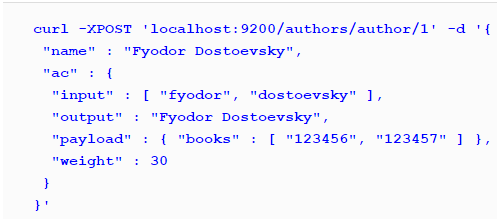 curl -XPOST 'localhost:9200/authors/author/1' -d '{
"name" : "Fyodor Dostoevsky",
"ac" : {
"input" : [ "fyodor", "dostoevsky" ],
"output" : "Fyodor Dostoevsky",
"payload" : { "books" : [ "123456", "123457" ] },
"weight" : 30
}
}'